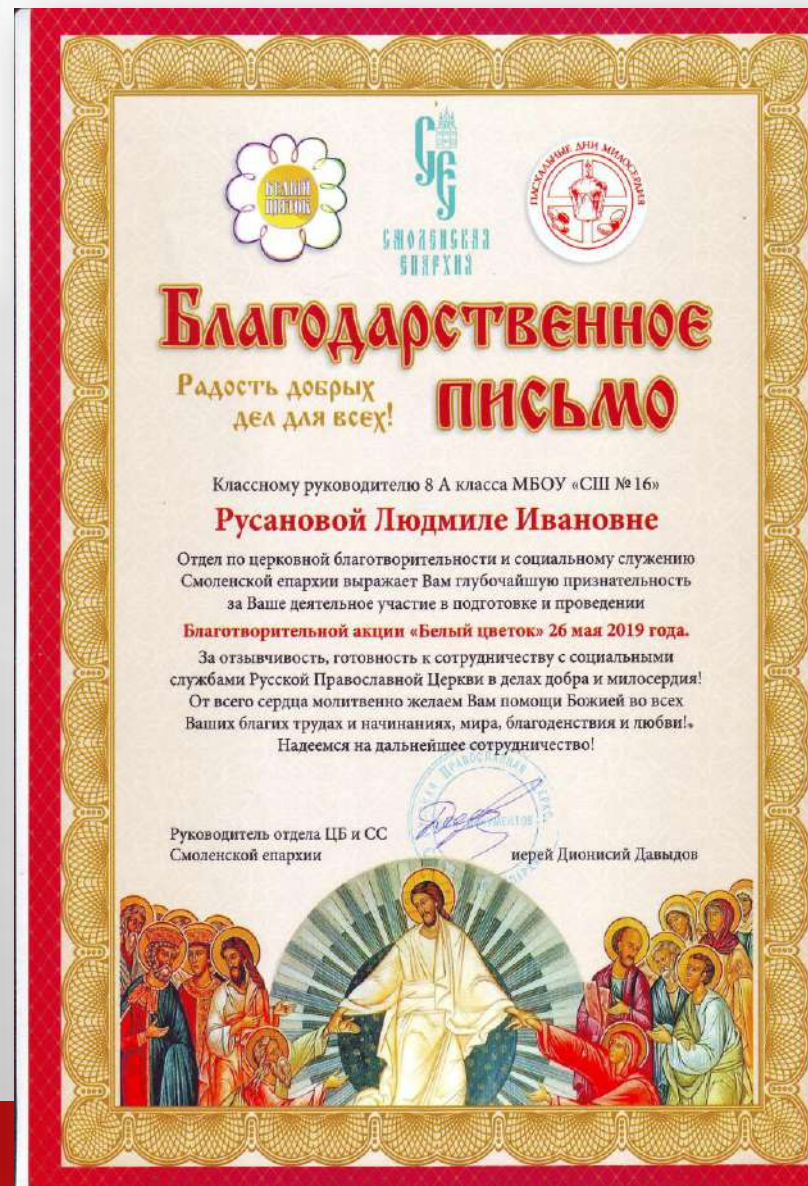 БЕЛЫЙ
ЦВЕТОК
СЕ
СМОЛЕНСКАЯ
ЕПАРХИЯ
ПАСХАЛЬНЫЕ ДНИ МИЛОСЕРДИЯ
Благодарственное
письмо
Радость добрых
дел для всех!
Классному руководителю 8 А класса МБОУ «СШ № 16»
Русановой Людмиле Ивановне
Отдел по церковной благотворительности и социальному служению
Смоленской епархии выражает Вам глубочайшую признательность
за Ваше деятельное участие в подготовке и проведении
Благотворительной акции «Белый цветок» 26 мая 2019 года.
За отзывчивость, готовность к сотрудничеству с социальными
службами Русской Православной Церкви в делах добра и милосердия!
От всего сердца молитвенно желаем Вам помощи Божией во всех
Ваших благих трудах и начинаниях, мира, благоденствия и любви!
Надеемся на дальнейшее сотрудничество!
ПРАВОСЛАВНАЯ
ДОКУМЕНТОВ
Руководитель отдела ЦБ и СС
Смоленской епархии
иерей Дионисий Давыдов